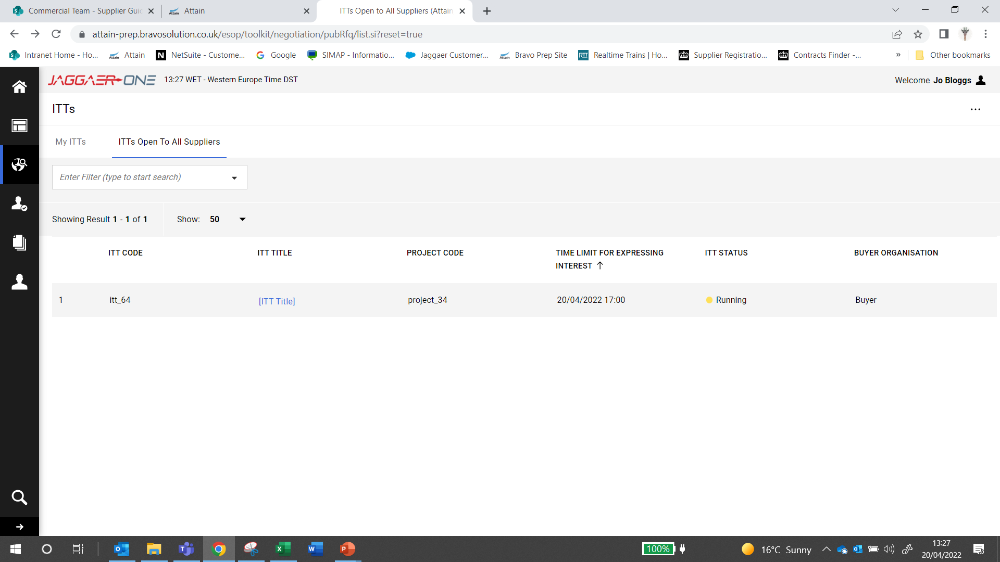 Commercial Team - Supplier Guid
Attain
ITTs Open to All Suppliers (Attain
attain-prep.bravosolution.co.uk/esop/toolkit/negotiation/pubRfq/list.si?reset=true
Intranet Home - Ho...
Attain
NetSuite - Custome...
Google
SIMAP - Informatio...
Jaggaer Customer...
Attain
Bravo Prep Site
RTT
Realtime Trains | Ho...
Supplier Registratio...
Contracts Finder -...
»
Other bookmarks
JAGGAER ONE
13:27 WET - Western Europe Time DST
Welcome Jo Bloggs
ITTs
...
My ITTs
ITTs Open To All Suppliers
Enter Filter (type to start search)
Showing Result 1 - 1 of 1
Show: 50
ITT CODE
ITT TITLE
PROJECT CODE
TIME LIMIT FOR EXPRESSING
INTEREST ↑
ITT STATUS
BUYER ORGANISATION
1
itt_64
[ITT Title]
project_34
20/04/2022 17:00
Running
Buyer
100%
16°C Sunny
13:27
20/04/2022